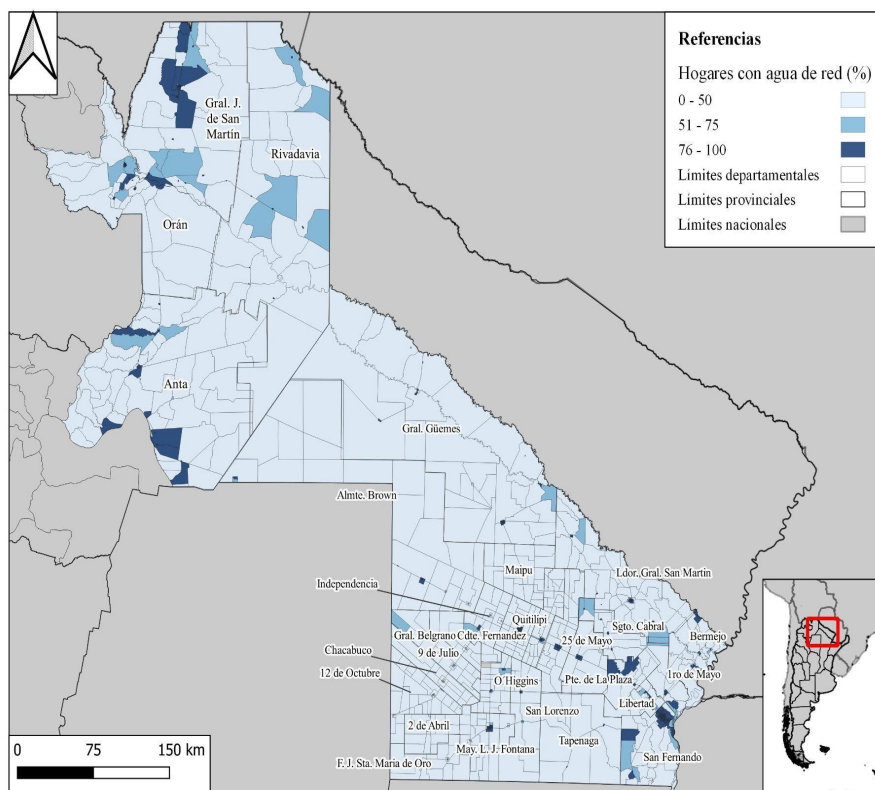 Referencias
Hogares con agua de red (%)
0 - 50
51 - 75
76 - 100
Limites departamentales
Limites provinciales
Limites nacionales
Gral. J.
de San
Martín
Rivadavia
Orán
Anta
Gral. Güemes
Almte. Brown
Maipu
Ldor. Gral. San Martín
Independencia
Quitilipi
Sgto. Cabral
Gral. Belgrano
Cdte. Fernandez
25 de Mayo
Bermejo
9 de Julio
Chacabuco
12 de Octubre
O'Higgins
Pte. de La Plaza
1ro de Mayo
Libertad
San Lorenzo
2 de Abril
May. L. J. Fontana
Tapenaga
San Fernando
F. J. Sta. Maria de Oro
0 75 150 km